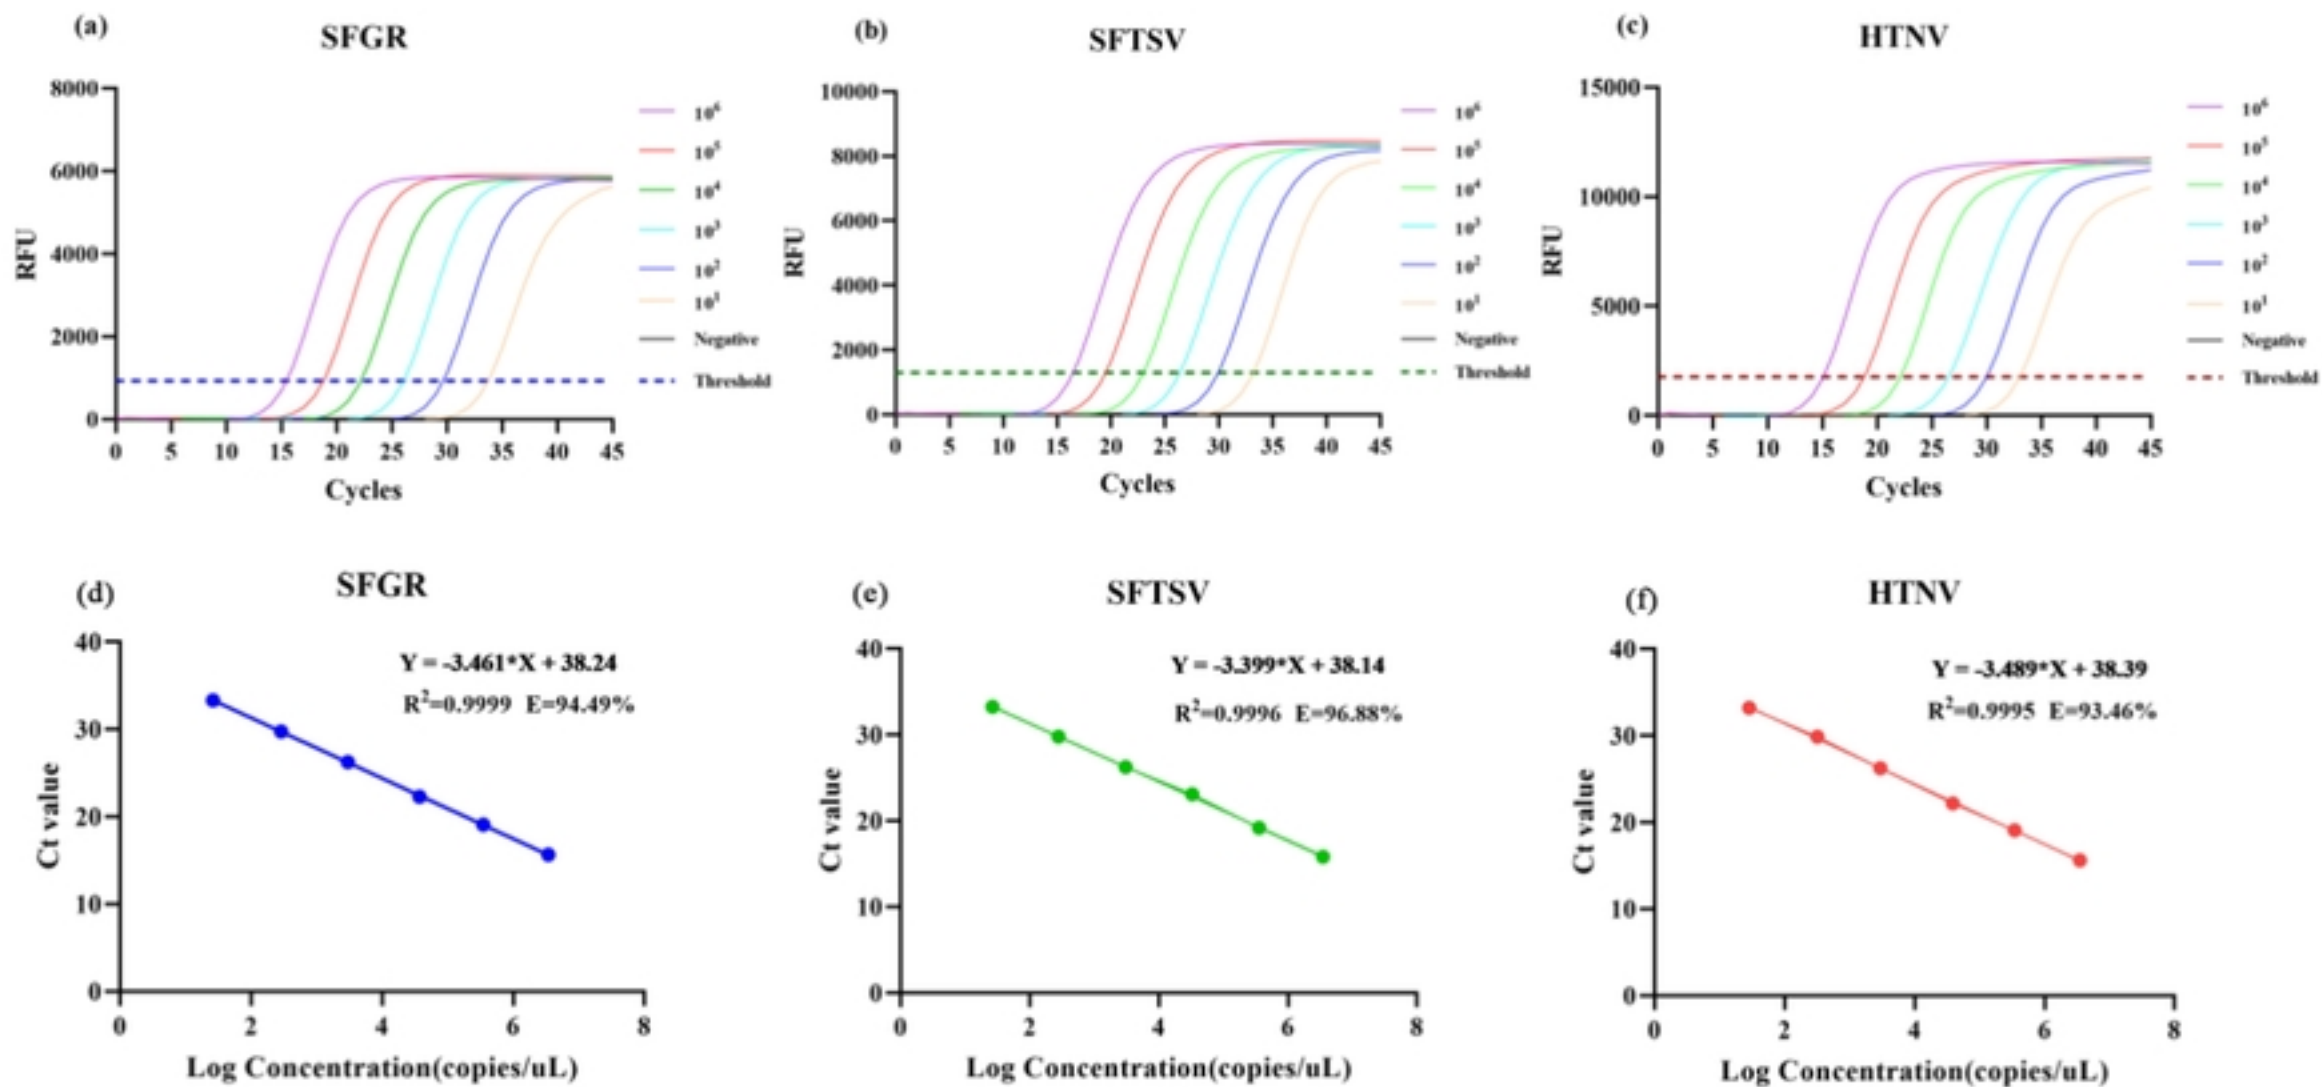 (a)
SFGR
8000
6000
4000
2000
0
RFU
0 5 10 15 20 25 30 35 40 45
Cycles
10⁶
10⁵
10⁴
10³
10²
10¹
Negative
Threshold
(b)
SFTSV
10000
8000
6000
4000
2000
0
RFU
0 5 10 15 20 25 30 35 40 45
Cycles
10⁶
10⁵
10⁴
10³
10²
10¹
Negative
Threshold
(c)
HTNV
15000
10000
5000
0
RFU
0 5 10 15 20 25 30 35 40 45
Cycles
10⁶
10⁵
10⁴
10³
10²
10¹
Negative
Threshold
(d)
SFGR
Y = -3.461*X + 38.24
R²=0.9999 E=94.49%
40
30
20
10
0
Ct value
0 2 4 6 8
Log Concentration(copies/uL)
(e)
SFTSV
Y = -3.399*X + 38.14
R²=0.9996 E=96.88%
40
30
20
10
0
Ct value
0 2 4 6 8
Log Concentration(copies/uL)
(f)
HTNV
Y = -3.489*X + 38.39
R²=0.9995 E=93.46%
40
30
20
10
0
Ct value
0 2 4 6 8
Log Concentration(copies/uL)